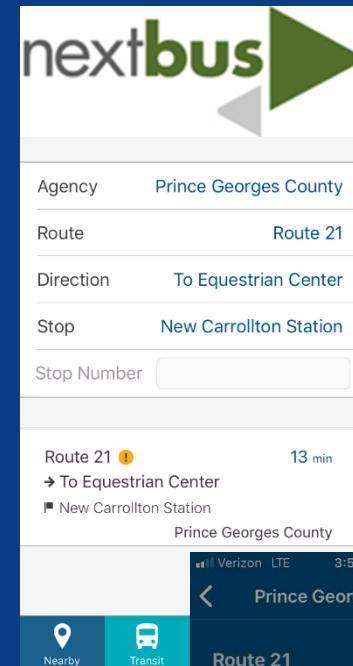 nextbus
Agency Prince Georges County
Route Route 21
Direction To Equestrian Center
Stop New Carrollton Station
Stop Number
Route 21 ! 13 min
→ To Equestrian Center
New Carrollton Station
Prince Georges County
Verizon LTE 3:5
Prince Geor
Route 21
Nearby Transit